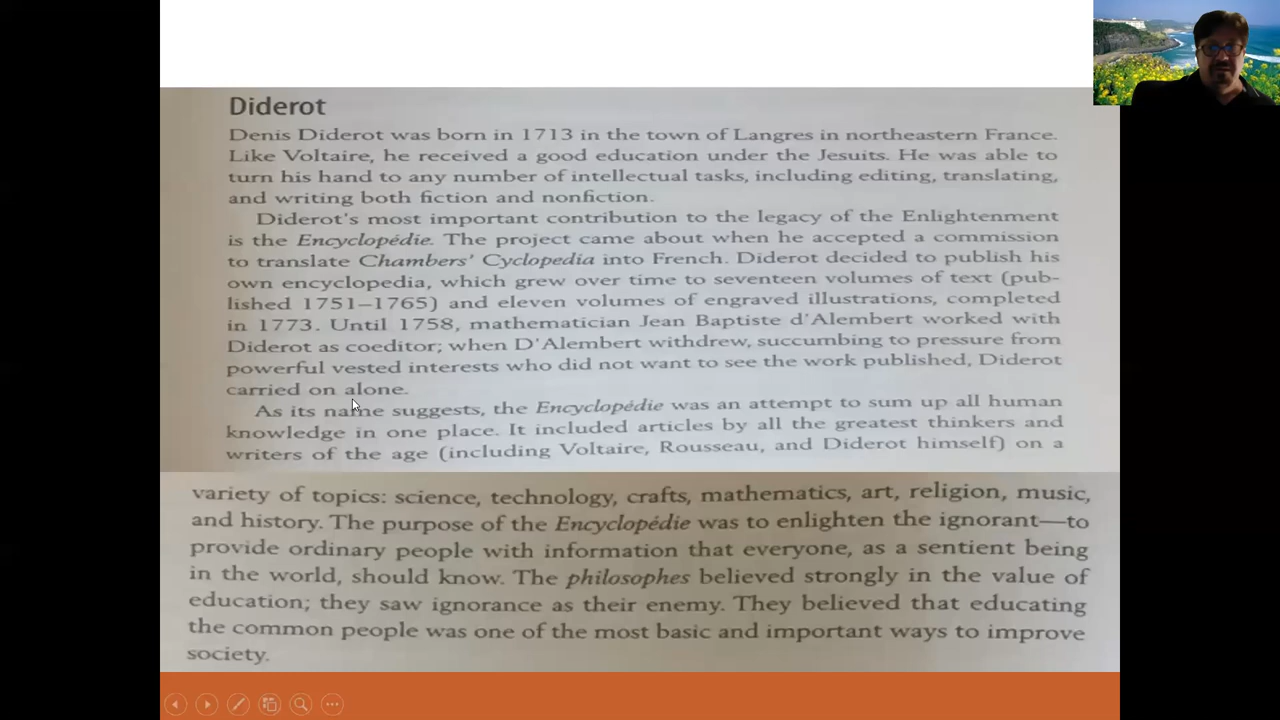 Diderot
Denis Diderot was born in 1713 in the town of Langres in northeastern France.
Like Voltaire, he received a good education under the Jesuits. He was able to
turn his hand to any number of intellectual tasks, including editing, translating,
and writing both fiction and nonfiction.
Diderot's most important contribution to the legacy of the Enlightenment
is the Encyclopédie. The project came about when he accepted a commission
to translate Chambers' Cyclopedia into French. Diderot decided to publish his
own encyclopedia, which grew over time to seventeen volumes of text (pub-
lished 1751–1765) and eleven volumes of engraved illustrations, completed
in 1773. Until 1758, mathematician Jean Baptiste d'Alembert worked with
Diderot as coeditor; when D'Alembert withdrew, succumbing to pressure from
powerful vested interests who did not want to see the work published, Diderot
carried on alone.
As its name suggests, the Encyclopédie was an attempt to sum up all human
knowledge in one place. It included articles by all the greatest thinkers and
writers of the age (including Voltaire, Rousseau, and Diderot himself) on a
variety of topics: science, technology, crafts, mathematics, art, religion, music,
and history. The purpose of the Encyclopédie was to enlighten the ignorant—to
provide ordinary people with information that everyone, as a sentient being
in the world, should know. The philosophes believed strongly in the value of
education; they saw ignorance as their enemy. They believed that educating
the common people was one of the most basic and important ways to improve
society.